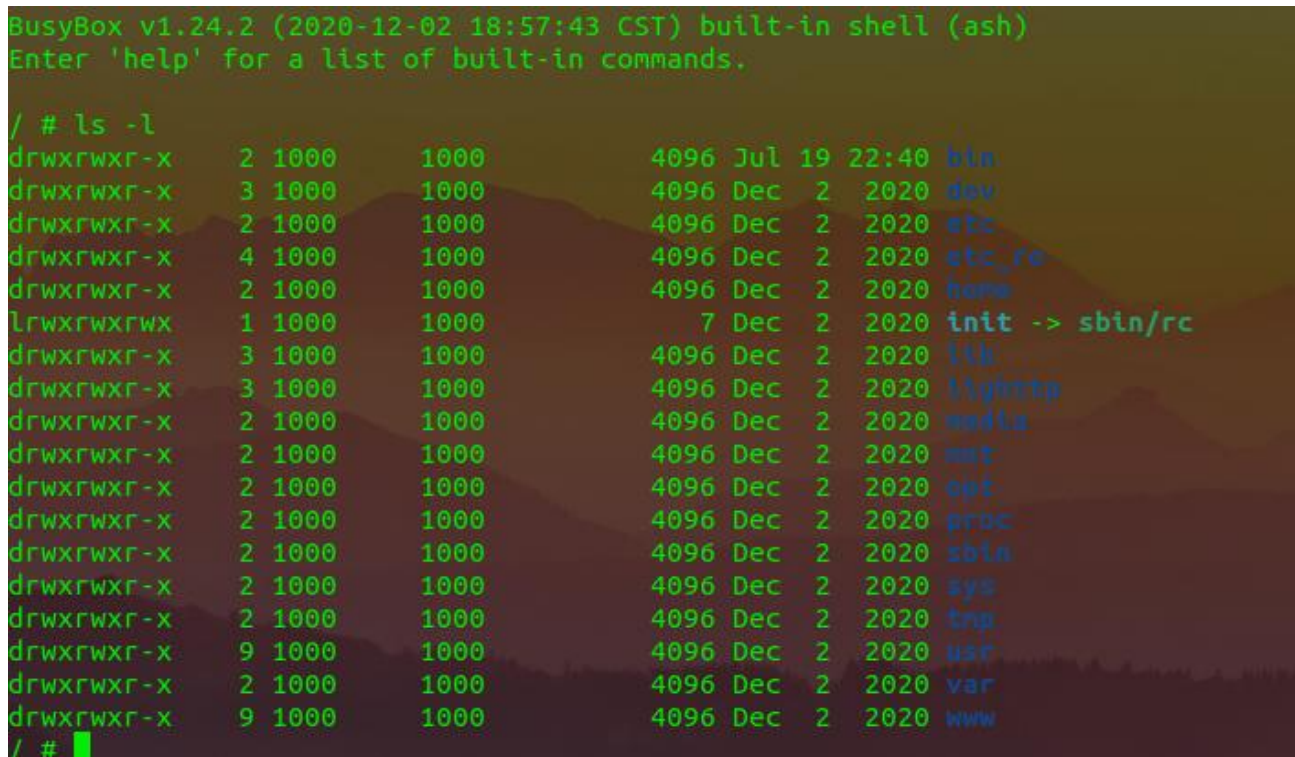 BusyBox v1.24.2 (2020-12-02 18:57:43 CST) built-in shell (ash)
Enter 'help' for a list of built-in commands.
/ # ls -l
drwxrwxr-x 2 1000 1000 4096 Jul 19 22:40 bin
drwxrwxr-x 3 1000 1000 4096 Dec 2 2020 dev
drwxrwxr-x 2 1000 1000 4096 Dec 2 2020 etc
drwxrwxr-x 4 1000 1000 4096 Dec 2 2020 etc_ro
drwxrwxr-x 2 1000 1000 4096 Dec 2 2020 home
lrwxrwxrwx 1 1000 1000 7 Dec 2 2020 init -> sbin/rc
drwxrwxr-x 3 1000 1000 4096 Dec 2 2020 lib
drwxrwxr-x 3 1000 1000 4096 Dec 2 2020 lighttp
drwxrwxr-x 2 1000 1000 4096 Dec 2 2020 media
drwxrwxr-x 2 1000 1000 4096 Dec 2 2020 mnt
drwxrwxr-x 2 1000 1000 4096 Dec 2 2020 opt
drwxrwxr-x 2 1000 1000 4096 Dec 2 2020 proc
drwxrwxr-x 2 1000 1000 4096 Dec 2 2020 sbin
drwxrwxr-x 2 1000 1000 4096 Dec 2 2020 sys
drwxrwxr-x 2 1000 1000 4096 Dec 2 2020 tmp
drwxrwxr-x 9 1000 1000 4096 Dec 2 2020 usr
drwxrwxr-x 2 1000 1000 4096 Dec 2 2020 var
drwxrwxr-x 9 1000 1000 4096 Dec 2 2020 www
/ #